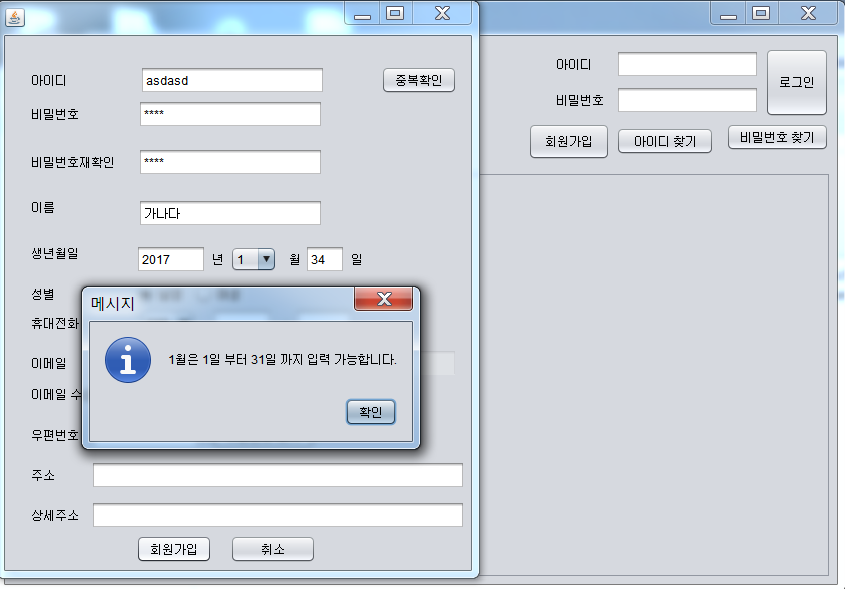 아이디 asdasd 중복확인
비밀번호 ****
비밀번호재확인 ****
이름 가나다
생년월일 2017 년 1 월 34 일
성별
휴대전화
이메일
이메일 수
우편번호
주소
상세주소
회원가입 취소
메시지
1월은 1일 부터 31일 까지 입력 가능합니다.
확인
아이디
비밀번호
로그인
회원가입 아이디 찾기 비밀번호 찾기